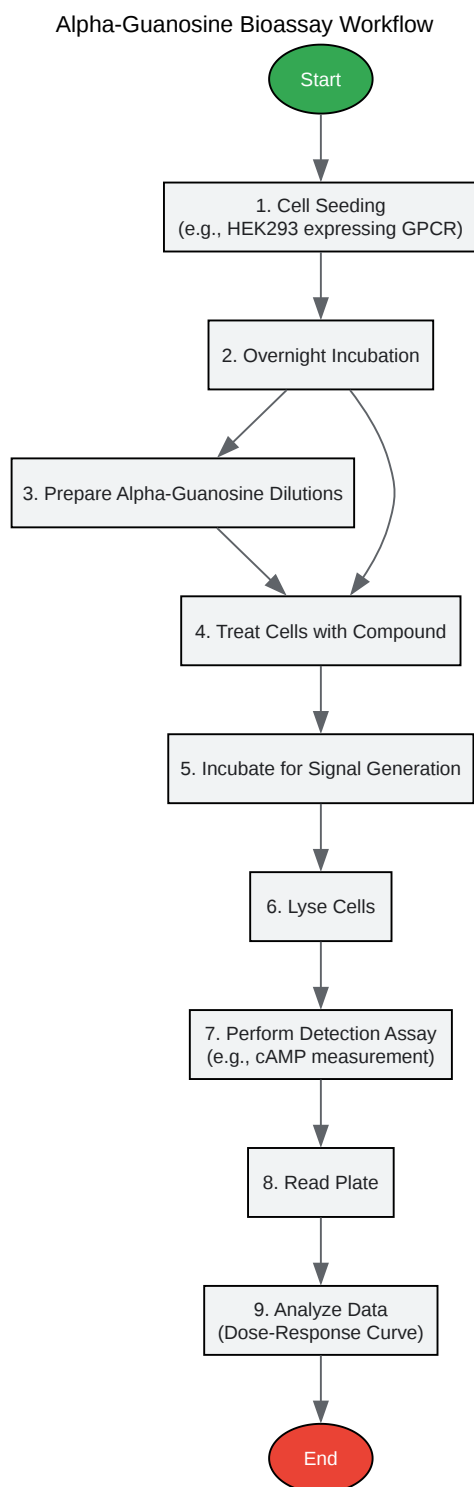 Alpha-Guanosine Bioassay Workflow
Start
1. Cell Seeding
(e.g., HEK293 expressing GPCR)
2. Overnight Incubation
3. Prepare Alpha-Guanosine Dilutions
4. Treat Cells with Compound
5. Incubate for Signal Generation
6. Lyse Cells
7. Perform Detection Assay
(e.g., cAMP measurement)
8. Read Plate
9. Analyze Data
(Dose-Response Curve)
End